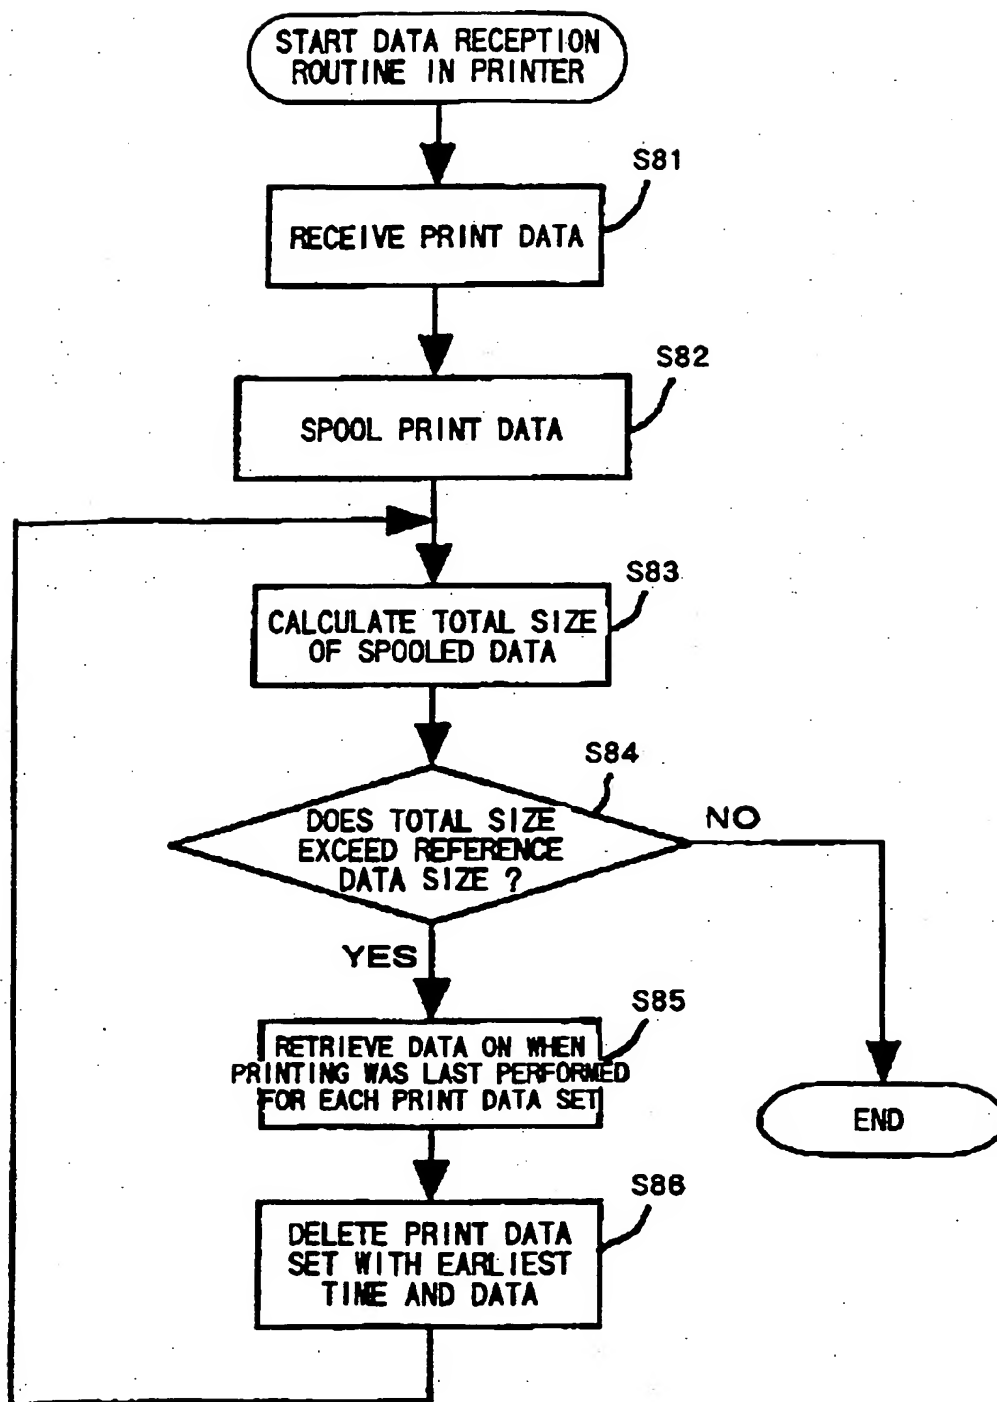 START DATA RECEPTION
ROUTINE IN PRINTER
S81
RECEIVE PRINT DATA
S82
SPOOL PRINT DATA
S83
CALCULATE TOTAL SIZE
OF SPOOLED DATA
S84
DOES TOTAL SIZE
EXCEED REFERENCE
DATA SIZE ?
NO
YES
S85
RETRIEVE DATA ON WHEN
PRINTING WAS LAST PERFORMED
FOR EACH PRINT DATA SET
END
S86
DELETE PRINT DATA
SET WITH EARLIEST
TIME AND DATA